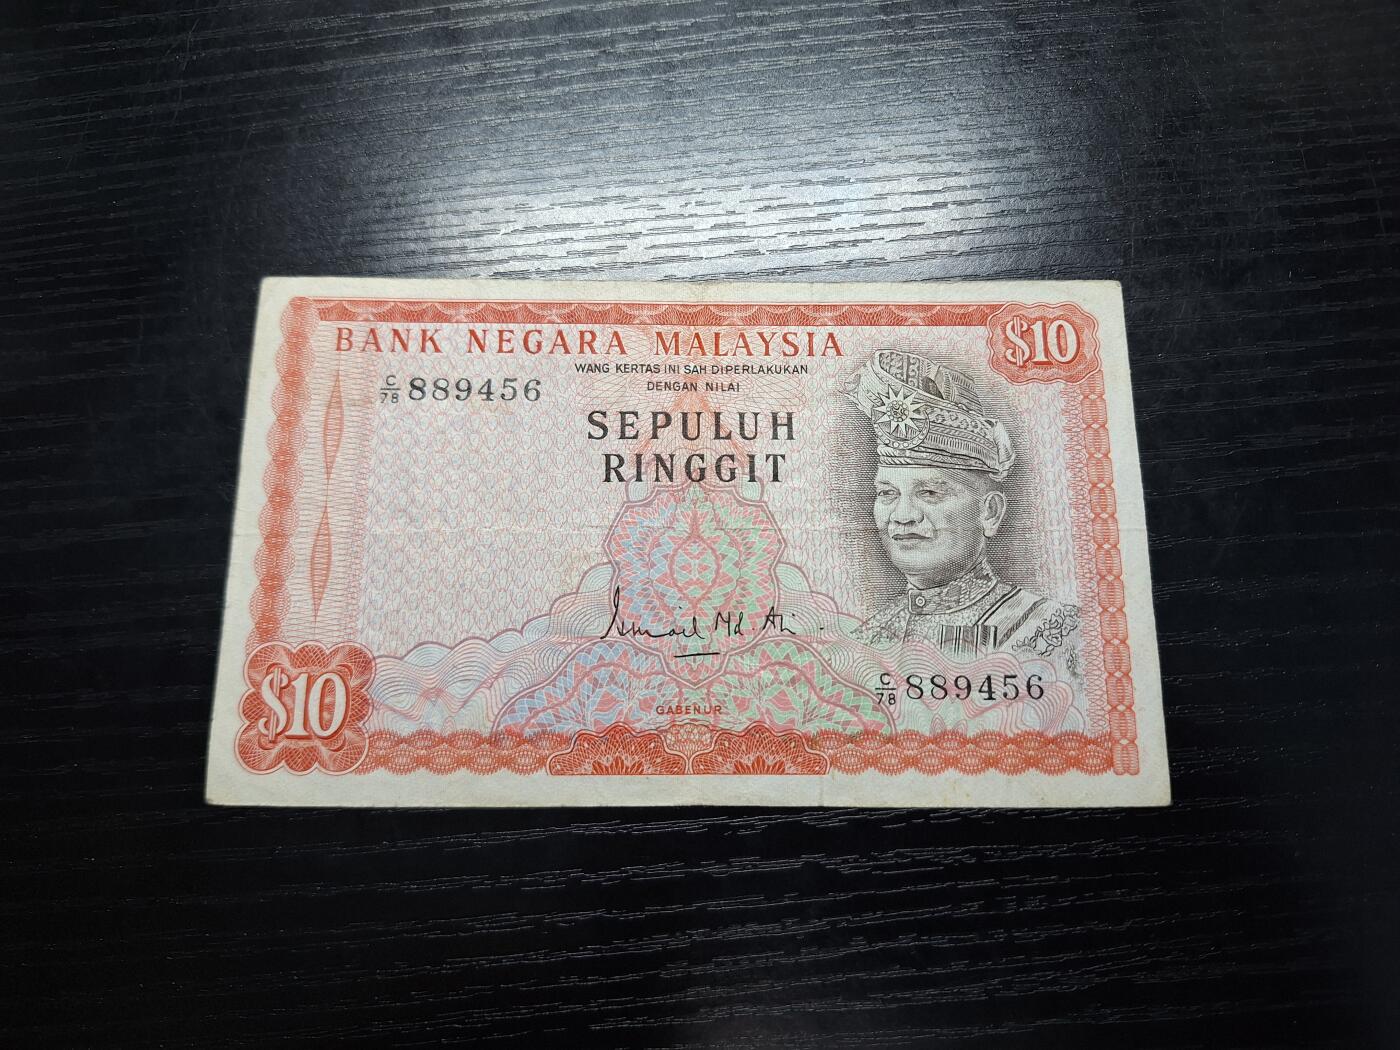 BANK NEGARA MALAYSIA
$10
WANG KERTAS INI SAH DIPERLAKUKAN
DENGAN NILAI
C/78 889456
SEPULUH
RINGGIT
Ismail Md. Ali
C/78 889456
$10
GABENUR